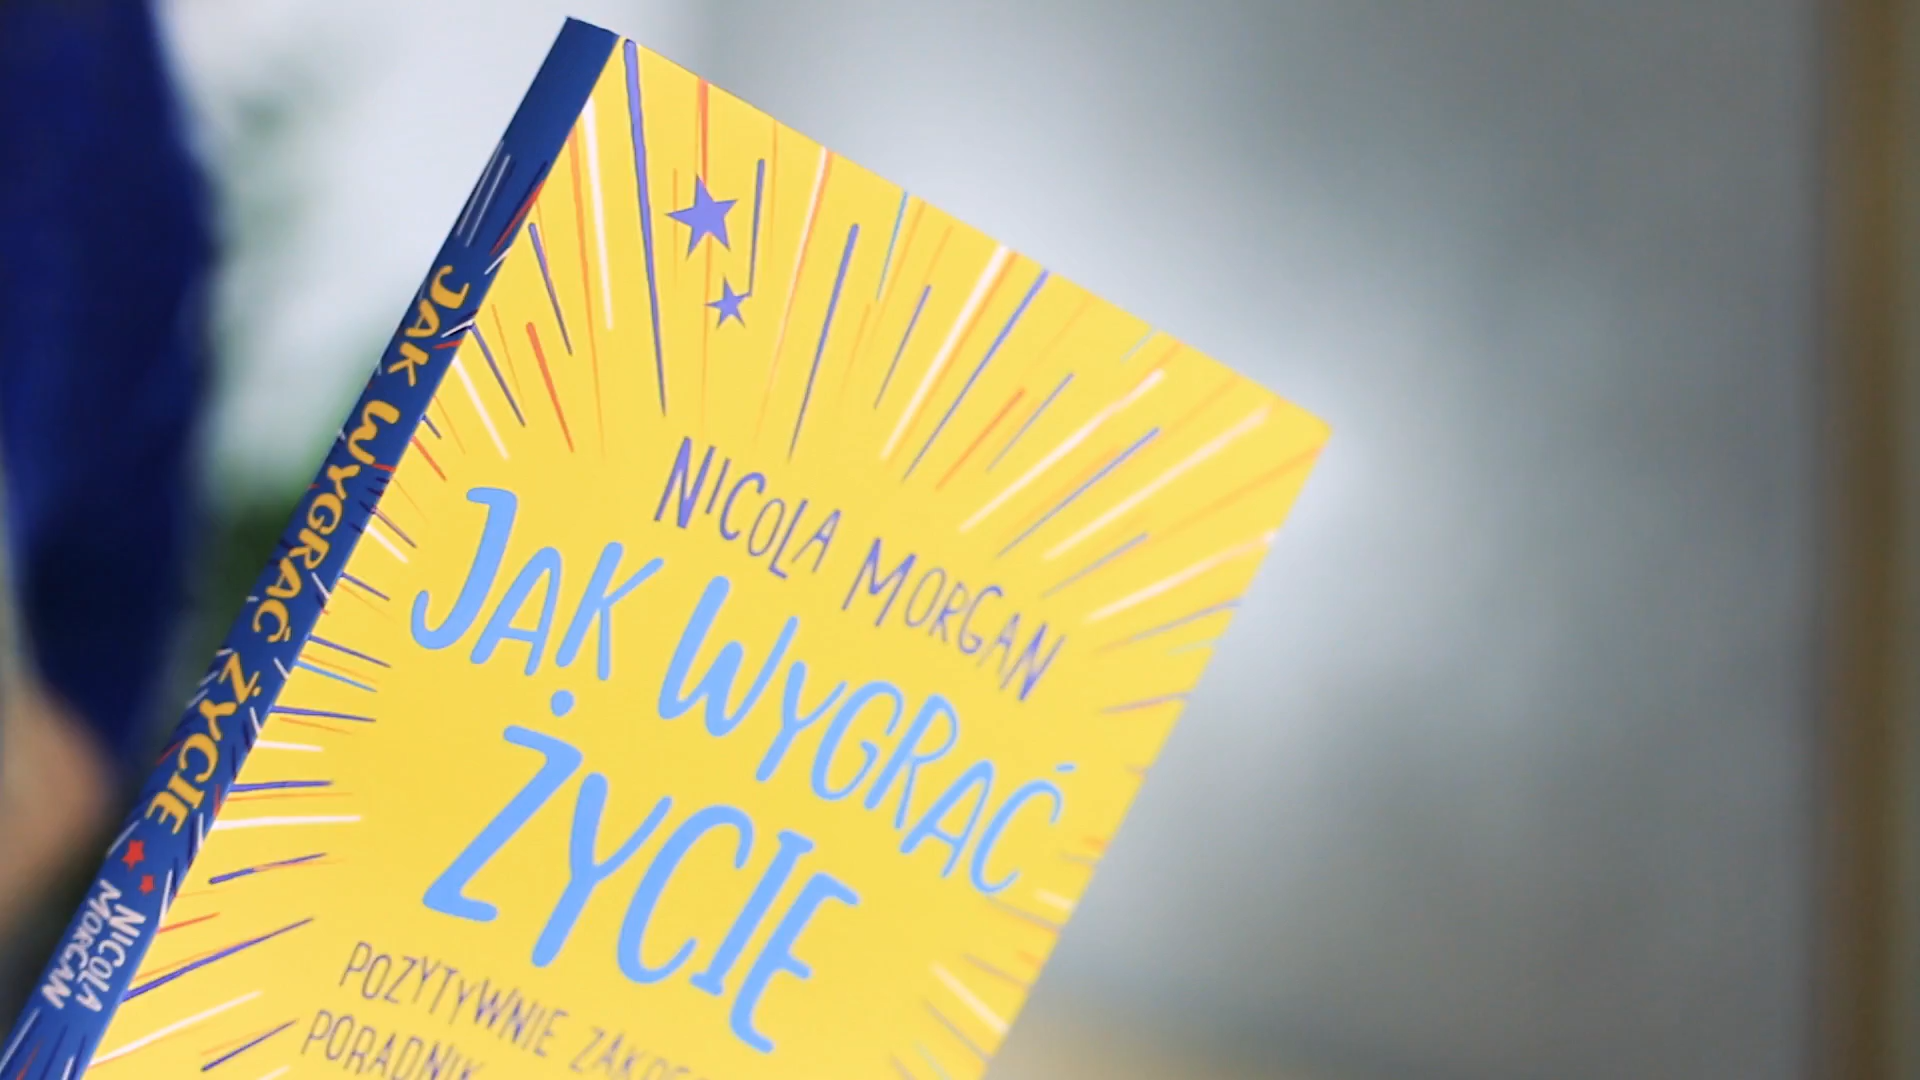 NICOLA MORGAN
JAK WYGRAĆ
ŻYCIE
POZYTYWNIE
PORADNIK
JAK WYGRAĆ ŻYCIE
NICOLA
MORGAN